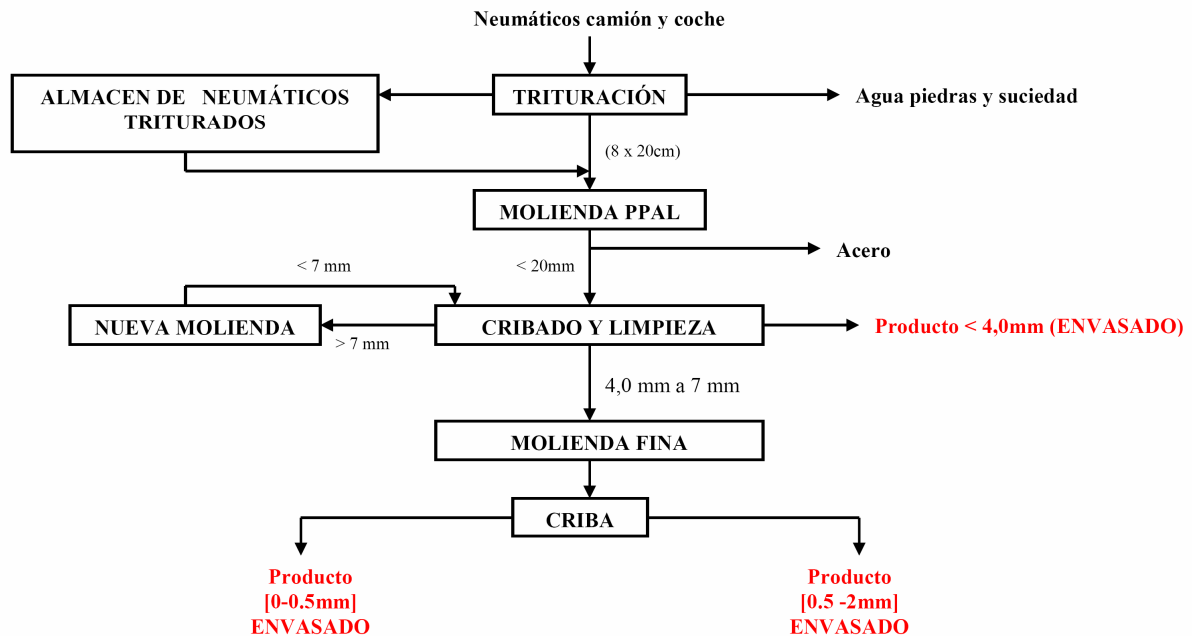 Neumáticos camión y coche
ALMACEN DE NEUMÁTICOS
TRITURADOS
TRITURACIÓN
Agua piedras y suciedad
(8 x 20cm)
MOLIENDA PPAL
Acero
< 7 mm
< 20mm
NUEVA MOLIENDA
CRIBADO Y LIMPIEZA
Producto < 4,0mm (ENVASADO)
> 7 mm
4,0 mm a 7 mm
MOLIENDA FINA
CRIBA
Producto
[0-0.5mm]
ENVASADO
Producto
[0.5 -2mm]
ENVASADO